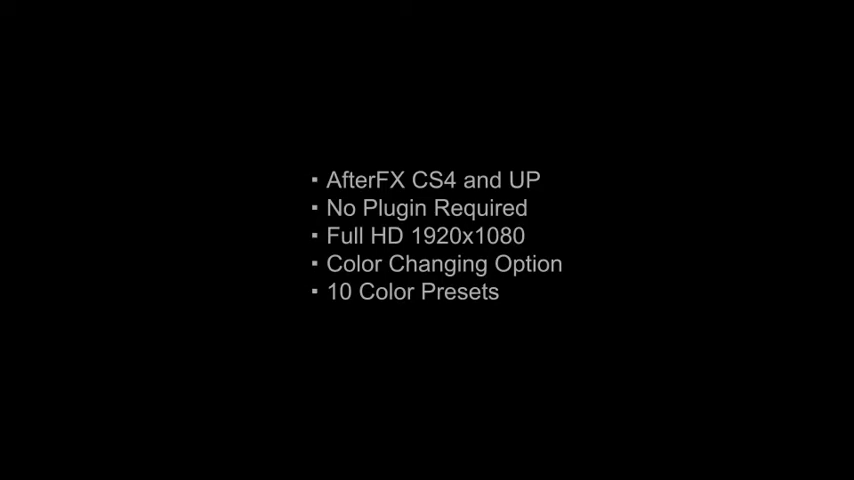 ▪ AfterFX CS4 and UP
▪ No Plugin Required
▪ Full HD 1920x1080
▪ Color Changing Option
▪ 10 Color Presets